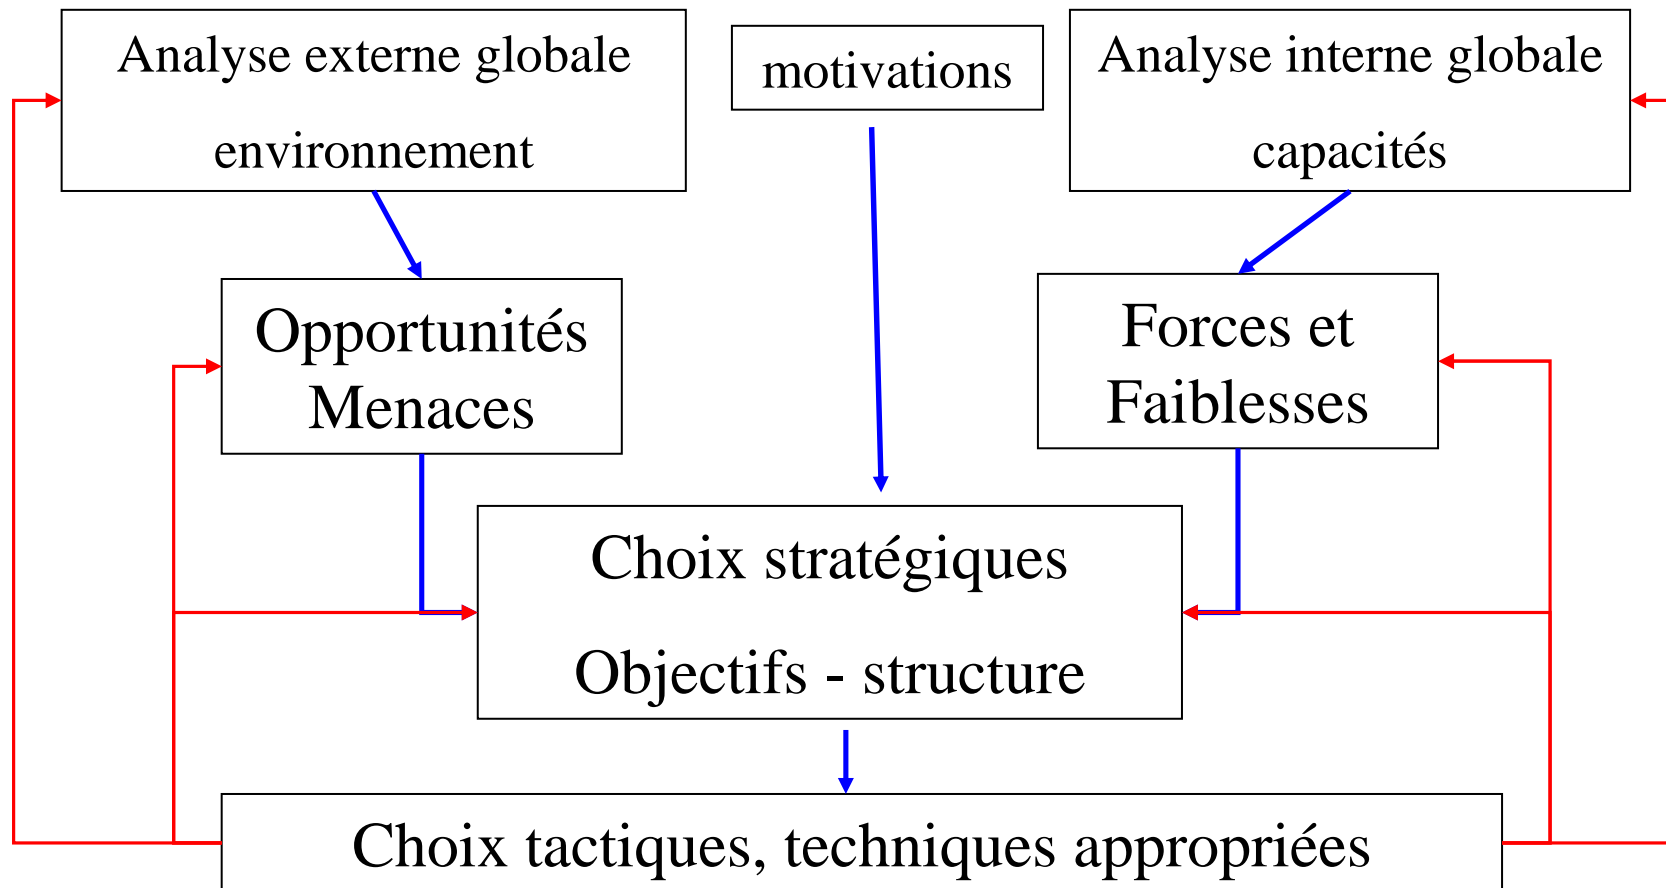 Analyse externe globale
environnement
motivations
Analyse interne globale
capacités
Opportunités
Menaces
Forces et
Faiblesses
Choix stratégiques
Objectifs - structure
Choix tactiques, techniques appropriées